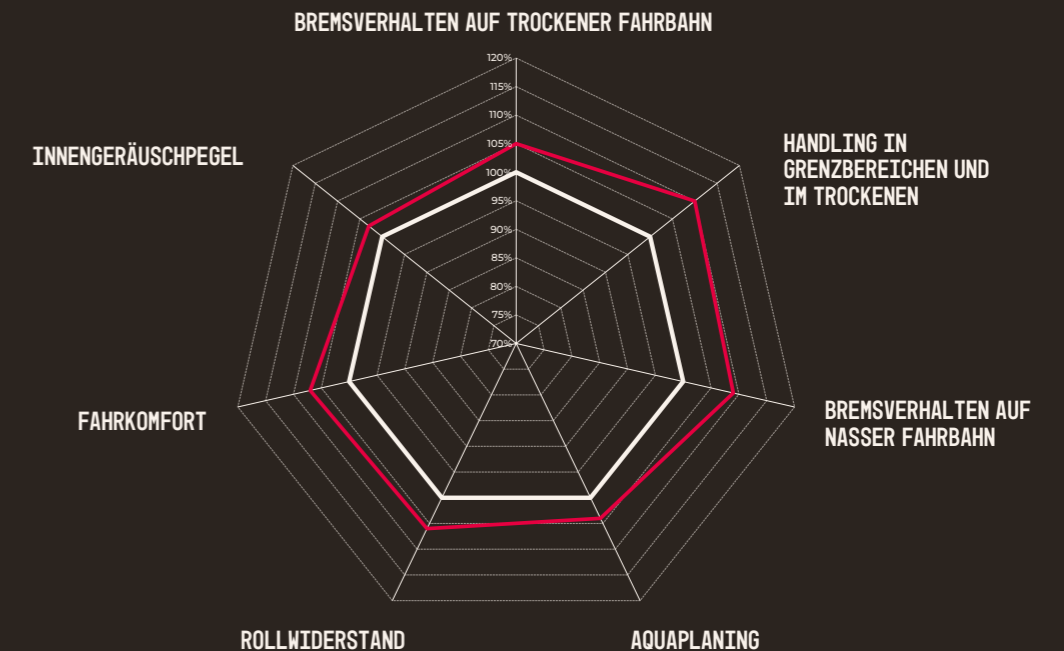 BREMSVERHALTEN AUF TROCKENER FAHRBAHN
120%
115%
110%
105%
100%
95%
90%
85%
80%
75%
70%
INNENGERÄUSCHPEGEL
HANDLING IN
GRENZBEREICHEN UND
IM TROCKENEN
FAHRKOMFORT
BREMSVERHALTEN AUF
NASSER FAHRBAHN
ROLLWIDERSTAND
AQUAPLANING